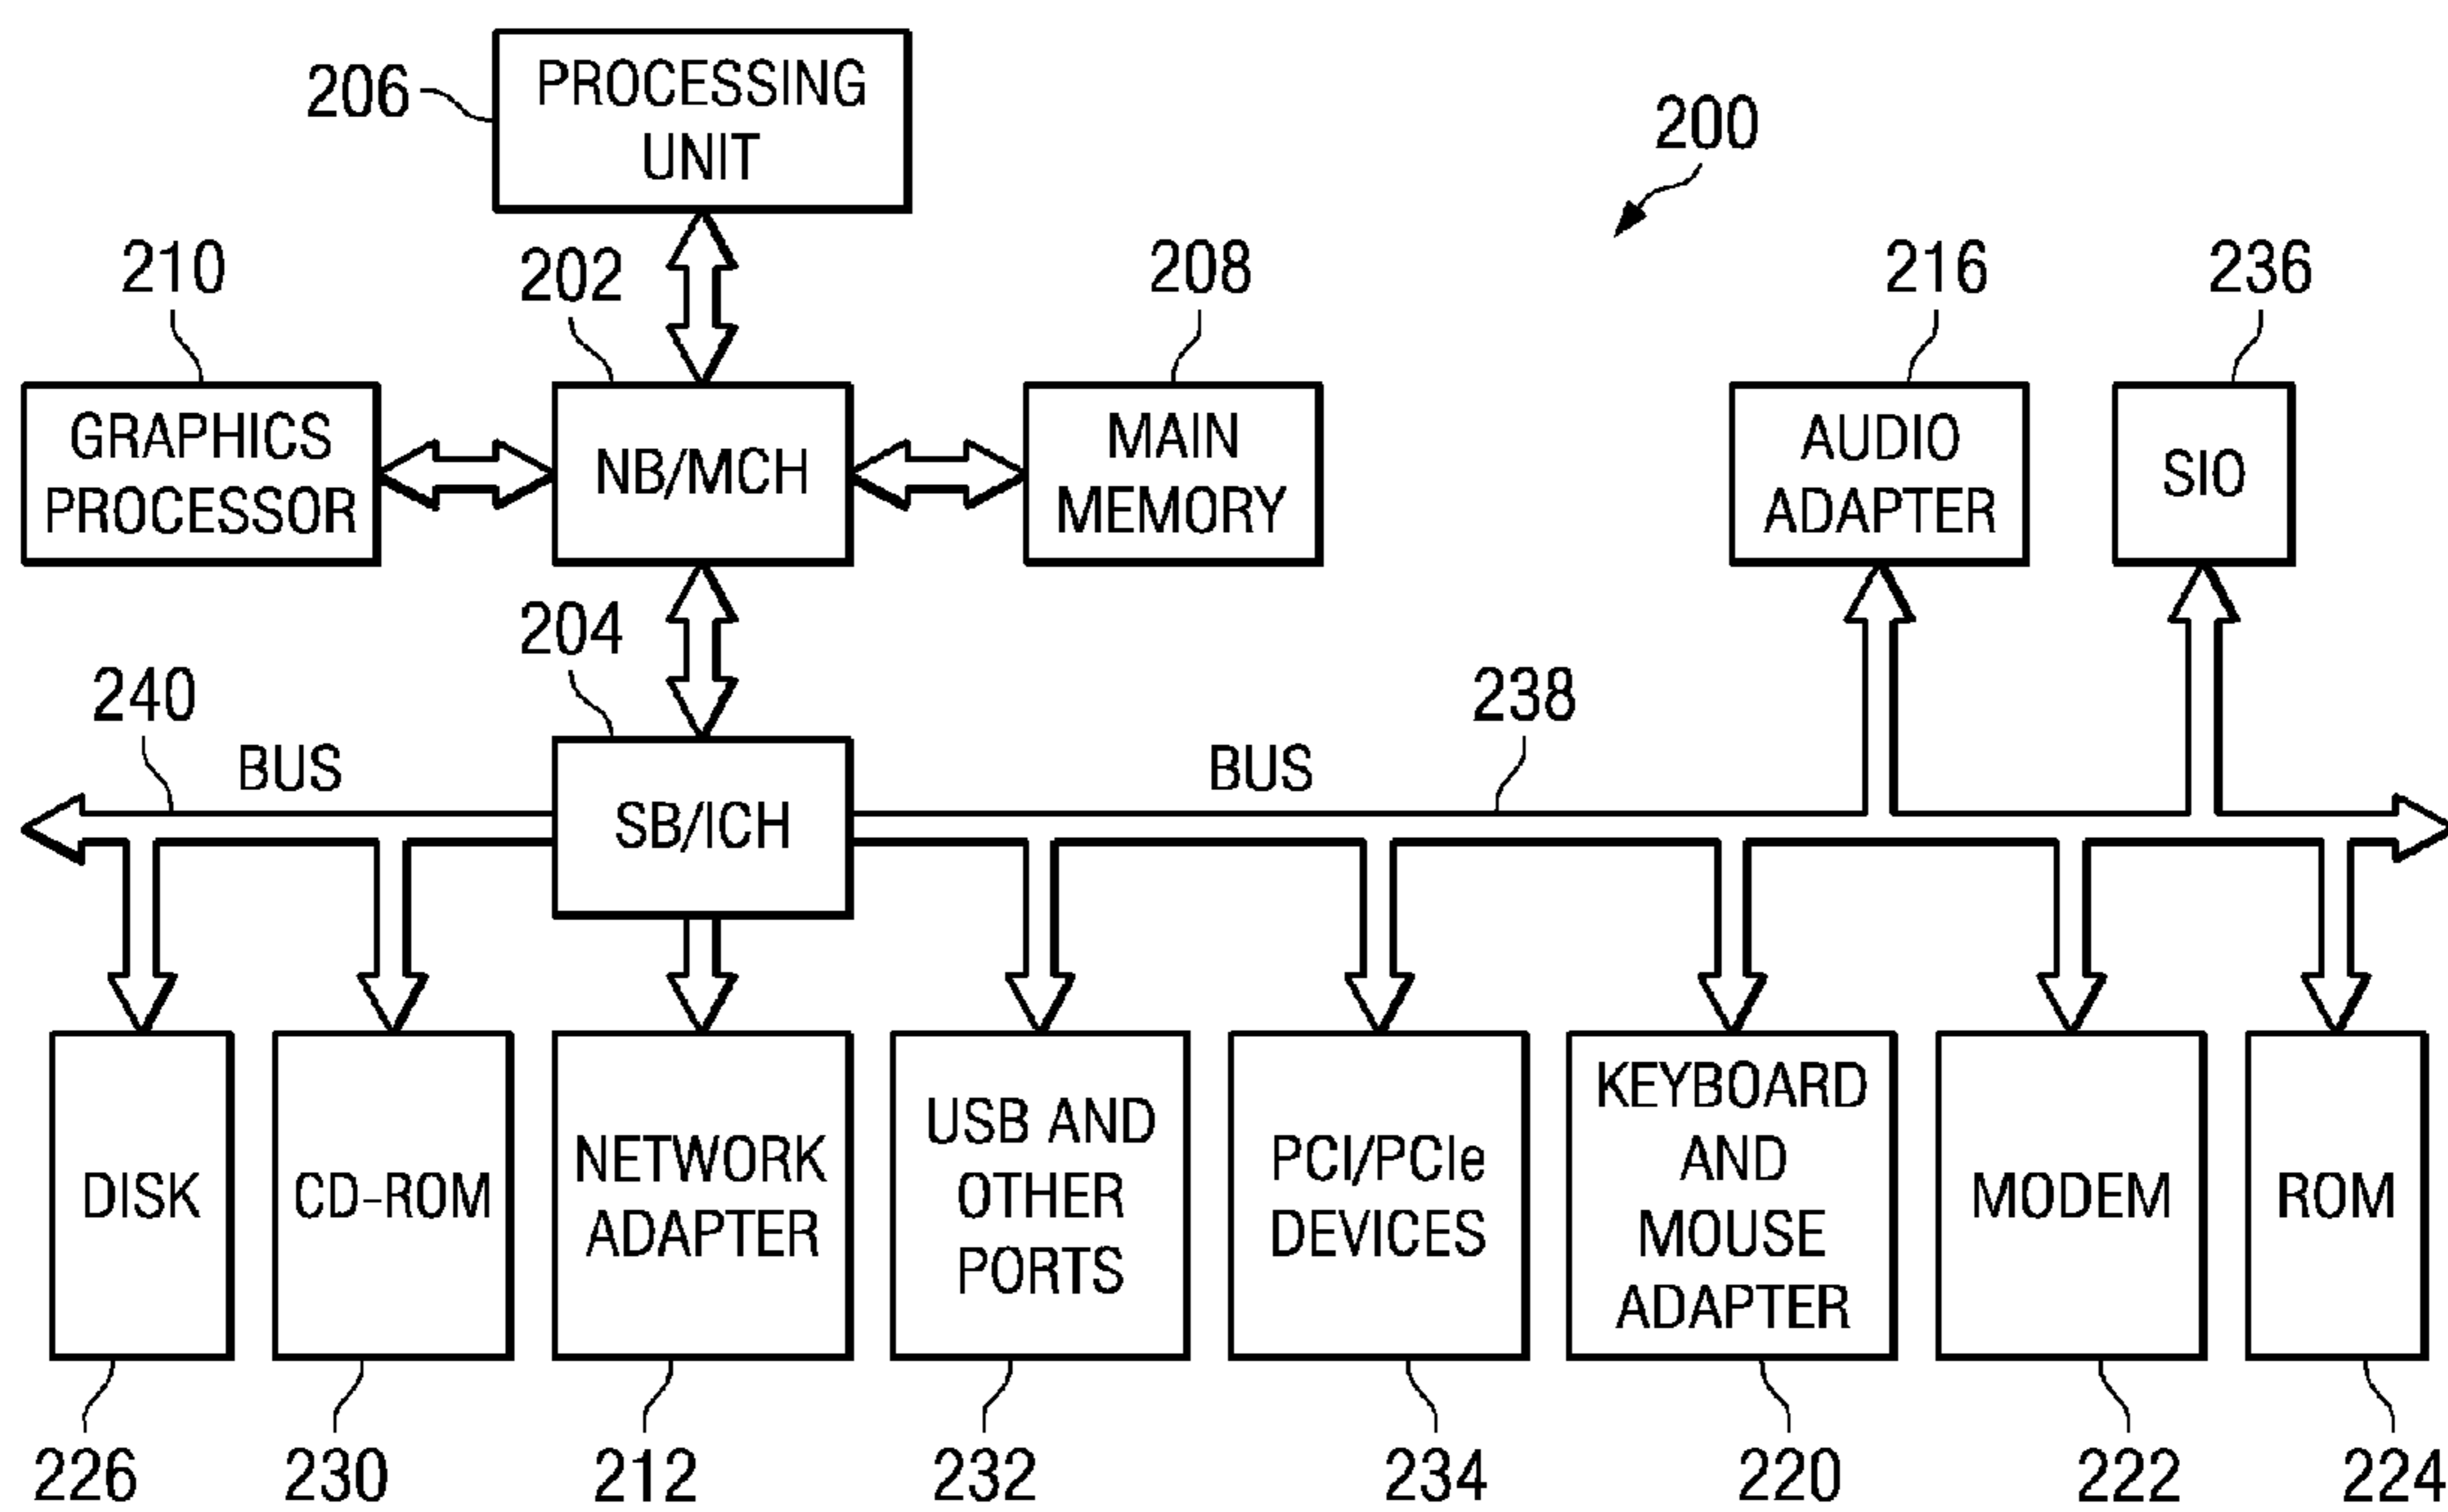 PROCESSING
UNIT
206
200
210
202
208
216
236
GRAPHICS
PROCESSOR
NB/MCH
MAIN
MEMORY
AUDIO
ADAPTER
SIO
204
240
238
BUS
BUS
SB/ICH
DISK
CD-ROM
NETWORK
ADAPTER
USB AND
OTHER
PORTS
PCI/PCIe
DEVICES
KEYBOARD
AND
MOUSE
ADAPTER
MODEM
ROM
226
230
212
232
234
220
222
224